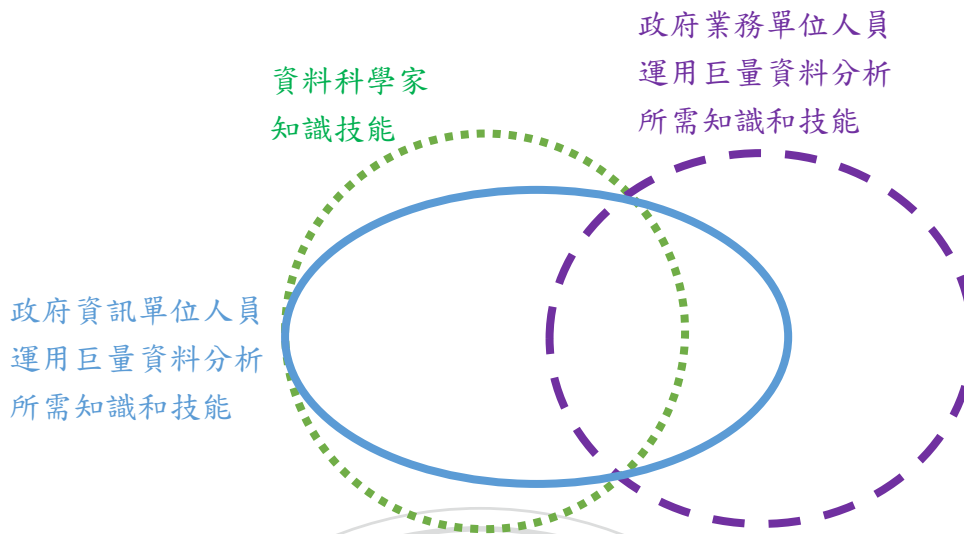 政府業務單位人員
運用巨量資料分析
所需知識和技能
資料科學家
知識技能
政府資訊單位人員
運用巨量資料分析
所需知識和技能